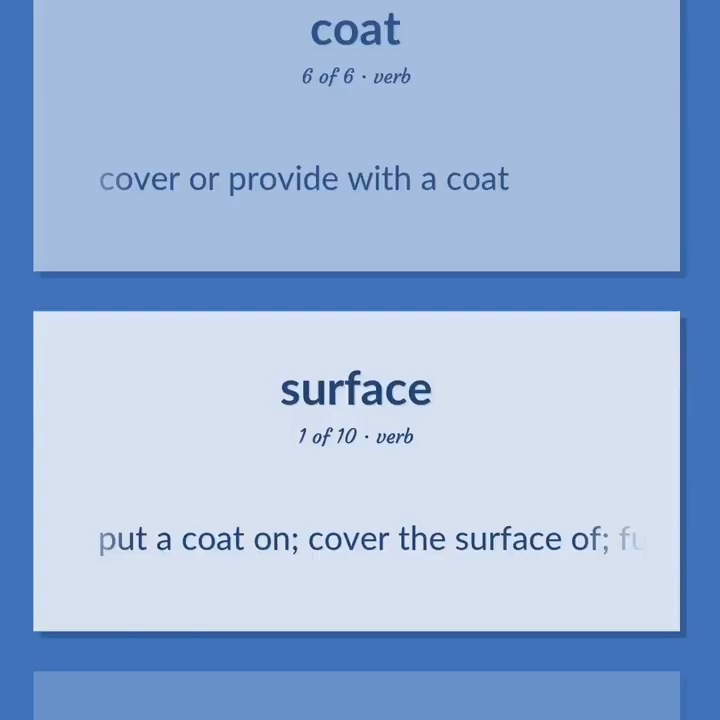 coat
6 of 6 · verb
cover or provide with a coat
surface
1 of 10 · verb
put a coat on; cover the surface of;